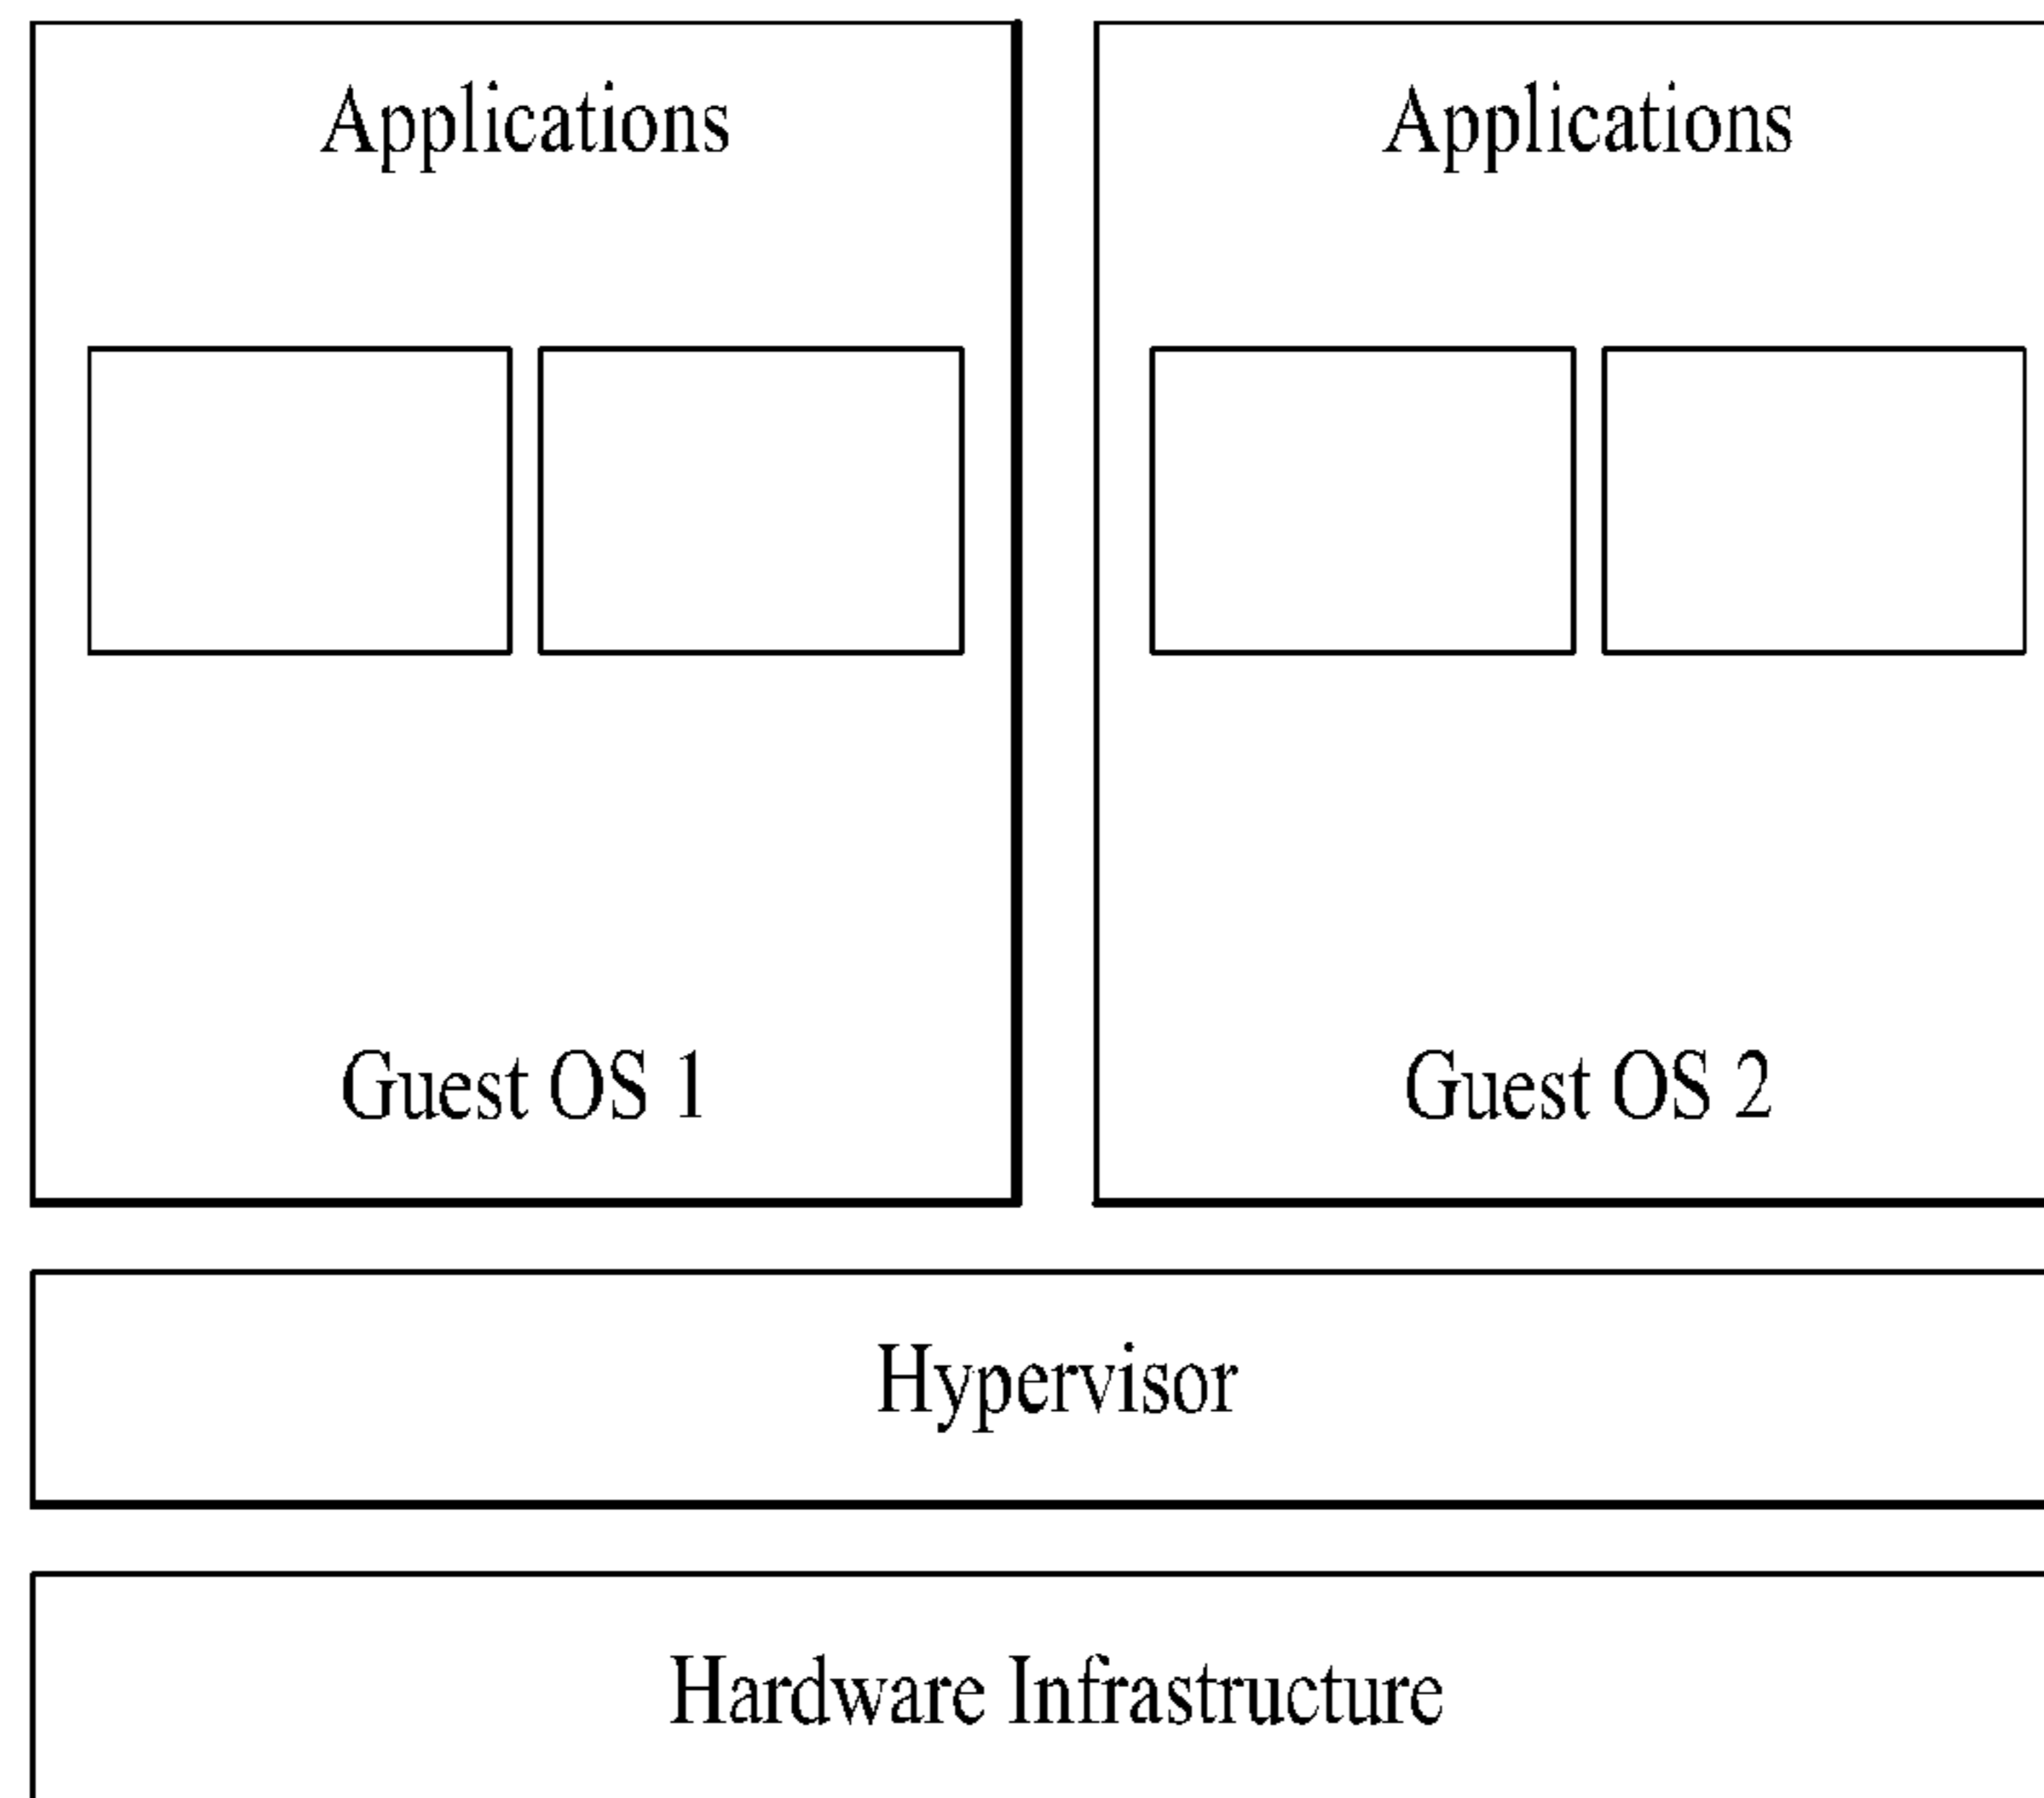 Applications
Applications
Guest OS 1
Guest OS 2
Hypervisor
Hardware Infrastructure